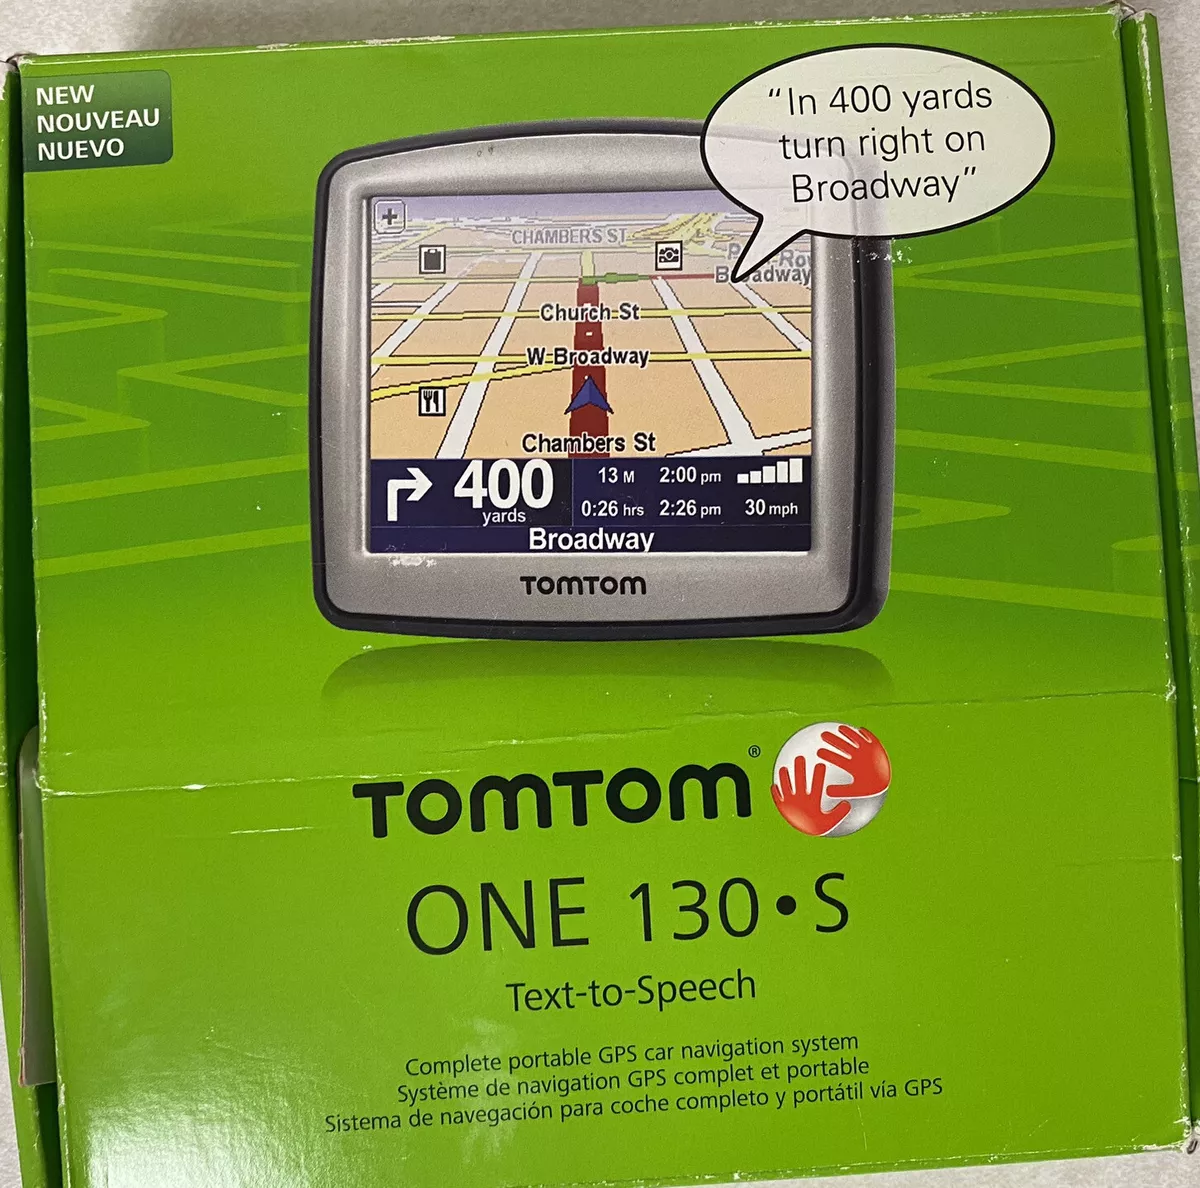 NEW
NOUVEAU
NUEVO
“In 400 yards
turn right on
Broadway”
CHAMBERS ST
Broadway
Church St
W Broadway
Chambers St
400
yards
13 M 2:00 pm
0:26 hrs 2:26 pm 30 mph
Broadway
TOMTOM
TOMTOM®
ONE 130•S
Text-to-Speech
Complete portable GPS car navigation system
Système de navigation GPS complet et portable
Sistema de navegación para coche completo y portátil vía GPS